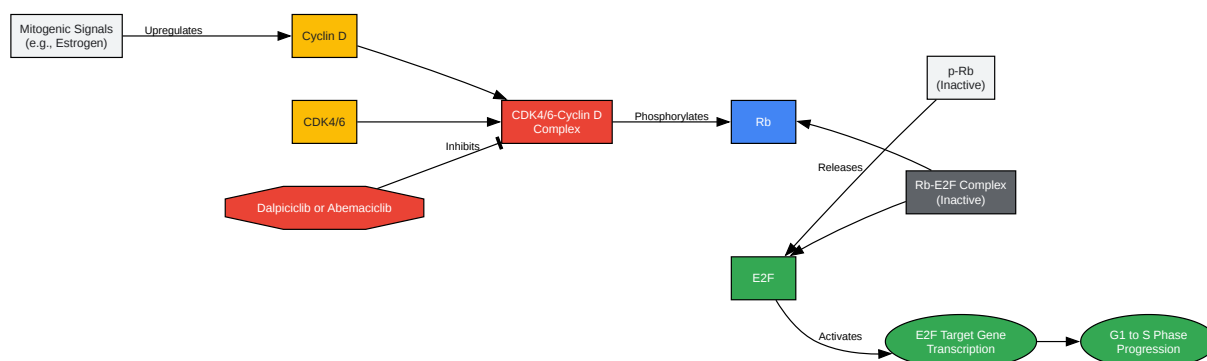 Mitogenic Signals
(e.g., Estrogen)
Upregulates
Cyclin D
CDK4/6
CDK4/6-Cyclin D
Complex
Inhibits
Dalpiciclib or Abemaciclib
Phosphorylates
Rb
p-Rb
(Inactive)
Releases
Rb-E2F Complex
(Inactive)
E2F
Activates
E2F Target Gene
Transcription
G1 to S Phase
Progression